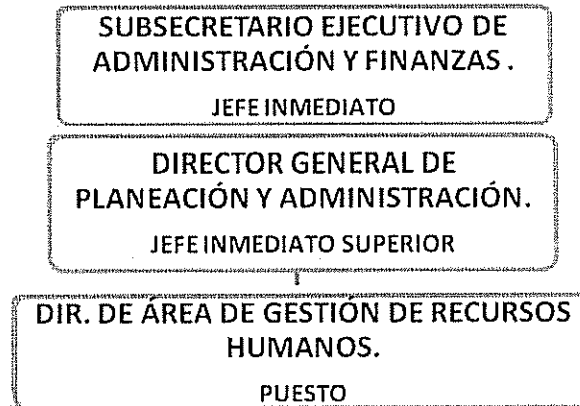 SUBSECRETARIO EJECUTIVO DE
ADMINISTRACIÓN Y FINANZAS .
JEFE INMEDIATO
DIRECTOR GENERAL DE
PLANEACIÓN Y ADMINISTRACIÓN.
JEFE INMEDIATO SUPERIOR
DIR. DE ÁREA DE GESTIÓN DE RECURSOS
HUMANOS.
PUESTO